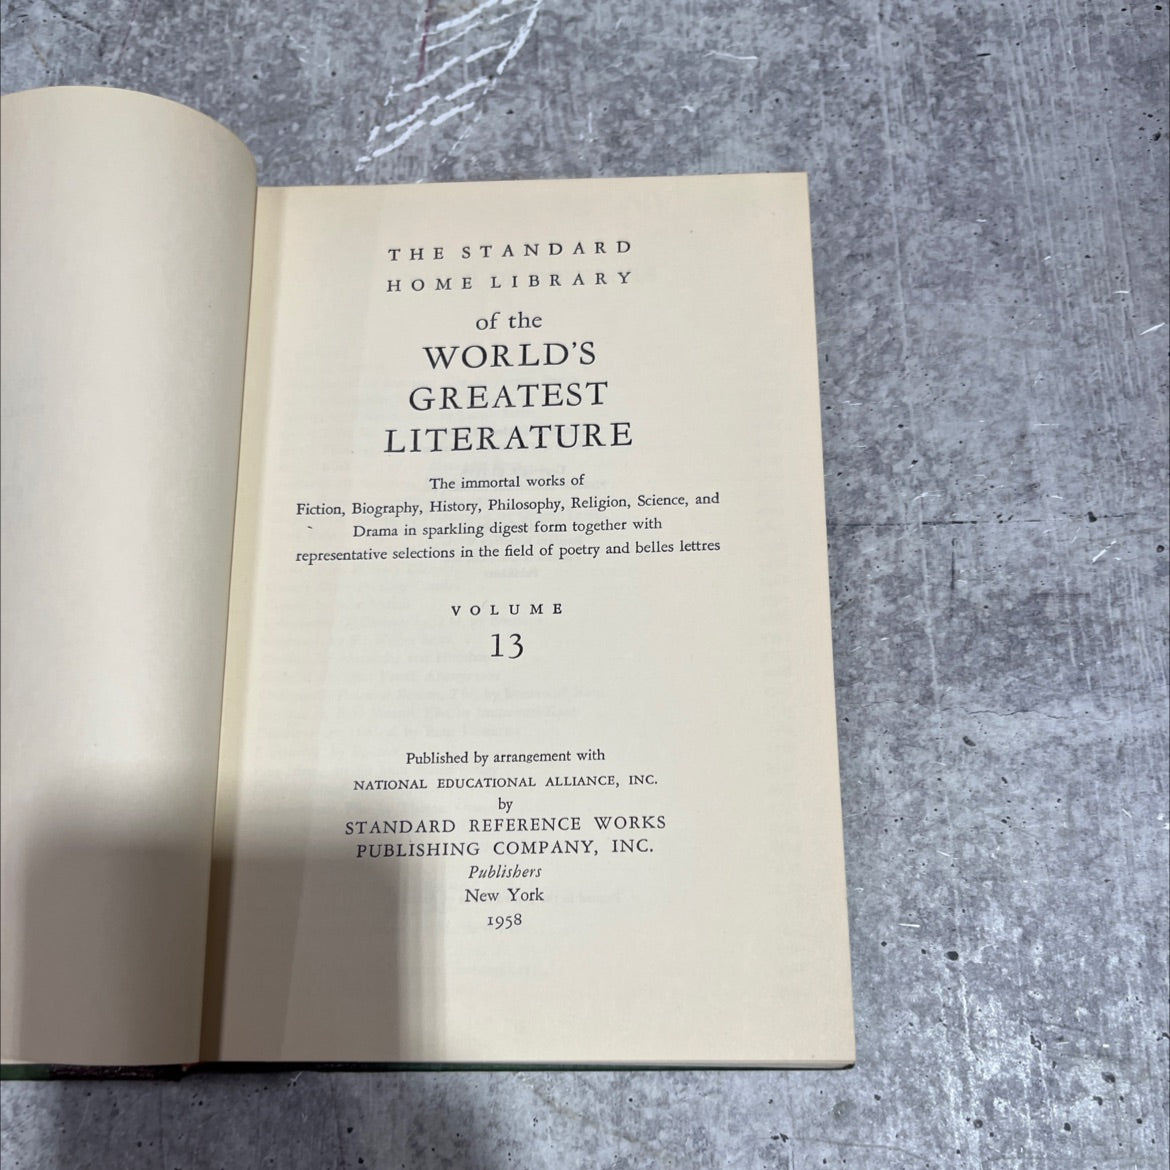 THE STANDARD
HOME LIBRARY
of the
WORLD'S
GREATEST
LITERATURE
The immortal works of
Fiction, Biography, History, Philosophy, Religion, Science, and
Drama in sparkling digest form together with
representative selections in the field of poetry and belles lettres
VOLUME
13
Published by arrangement with
NATIONAL EDUCATIONAL ALLIANCE, INC.
by
STANDARD REFERENCE WORKS
PUBLISHING COMPANY, INC.
Publishers
New York
1958